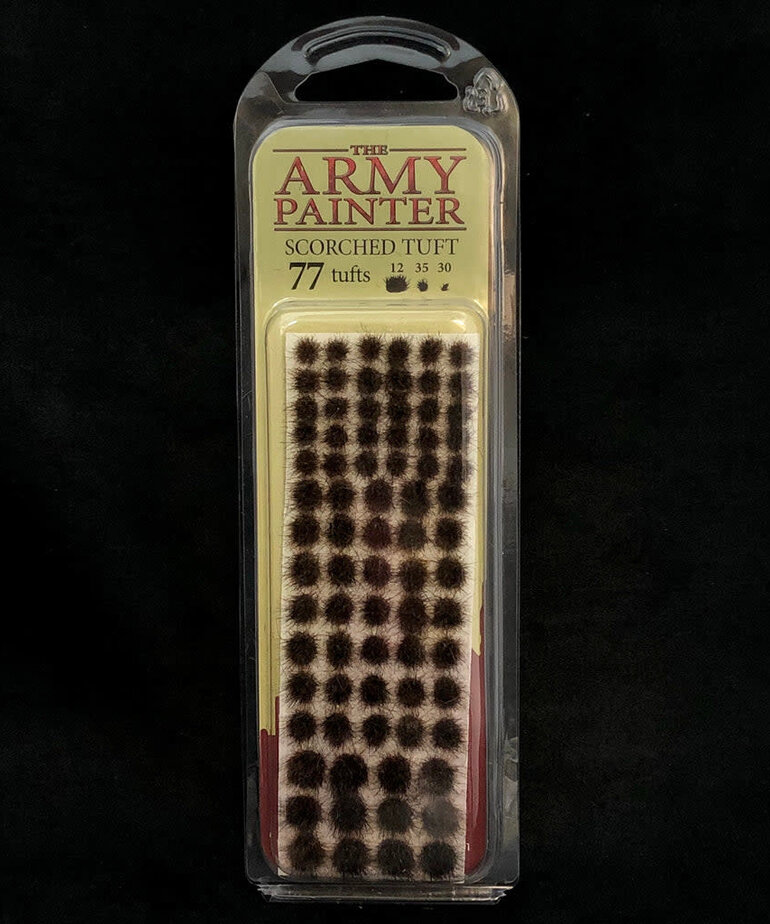 THE
ARMY
PAINTER
SCORCHED TUFT
77 tufts 12 35 30